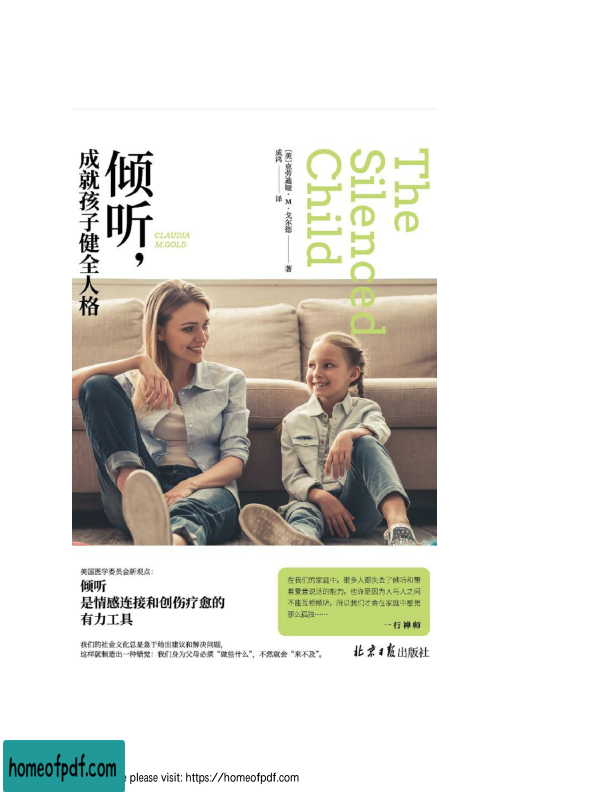 倾听，
成就孩子健全人格
CLAUDIA
M.GOLD
[美]克劳迪娅·M·戈尔德——著
成鸿——译
The
Silenced
Child
美国医学委员会新观点：
倾听
是情感连接和创伤疗愈的
有力工具
我们的社会文化总是急于给出建议和解决问题，
这样就制造出一种错觉：我们身为父母必须“做些什么”，不然就会“来不及”。
在我们的家庭中，很多人都失去了倾听和带
着爱意说话的能力。也许是因为人与人之间
不能互相倾听，所以我们才会在家庭中感觉
那么孤独……
一行禅师
北京日报出版社
homeofpdf.com
please visit: https://homeofpdf.com